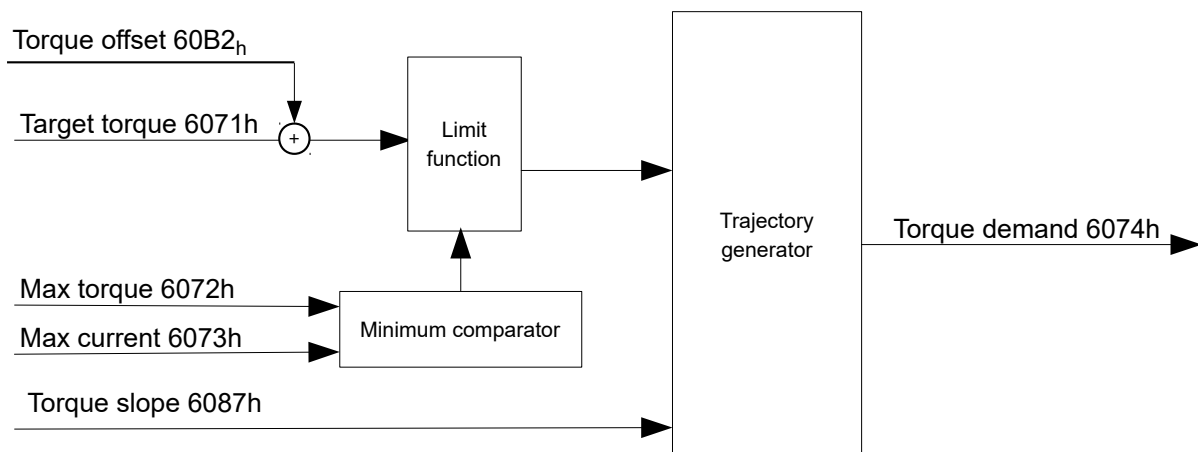 Torque offset 60B2h
Target torque 6071h
+
Limit
function
Trajectory
generator
Torque demand 6074h
Max torque 6072h
Max current 6073h
Minimum comparator
Torque slope 6087h